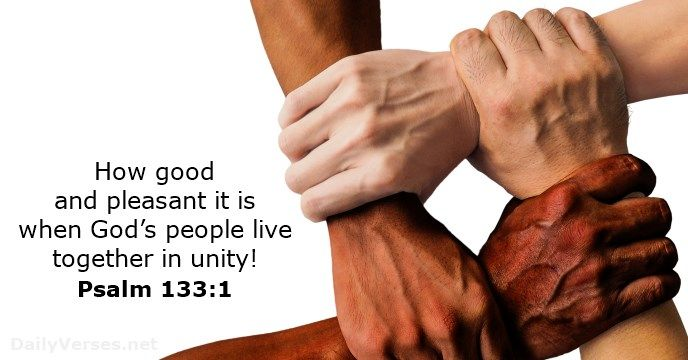 How good
and pleasant it is
when God’s people live
together in unity!
Psalm 133:1
DailyVerses.net